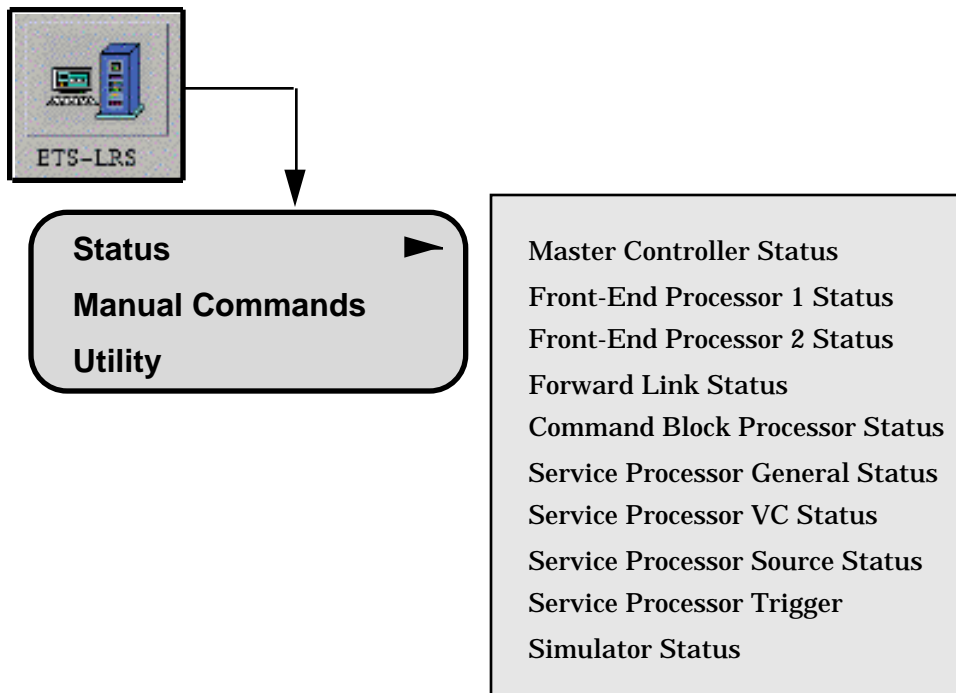 ETS-LRS
Status
Manual Commands
Utility
Master Controller Status
Front-End Processor 1 Status
Front-End Processor 2 Status
Forward Link Status
Command Block Processor Status
Service Processor General Status
Service Processor VC Status
Service Processor Source Status
Service Processor Trigger
Simulator Status